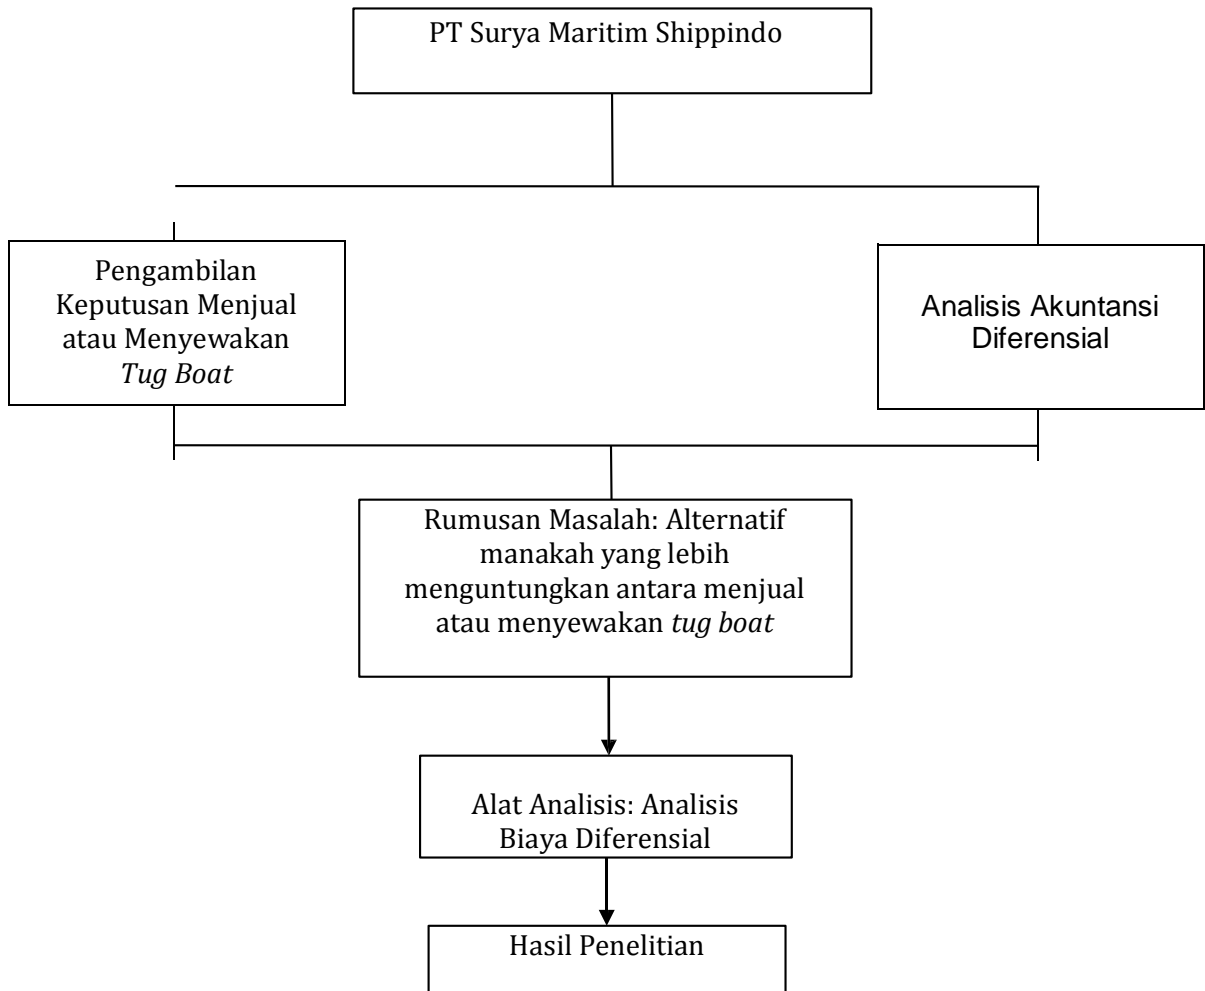 PT Surya Maritim Shippindo
Pengambilan
Keputusan Menjual
atau Menyewakan
Tug Boat
Analisis Akuntansi
Diferensial
Rumusan Masalah: Alternatif
manakah yang lebih
menguntungkan antara menjual
atau menyewakan tug boat
Alat Analisis: Analisis
Biaya Diferensial
Hasil Penelitian